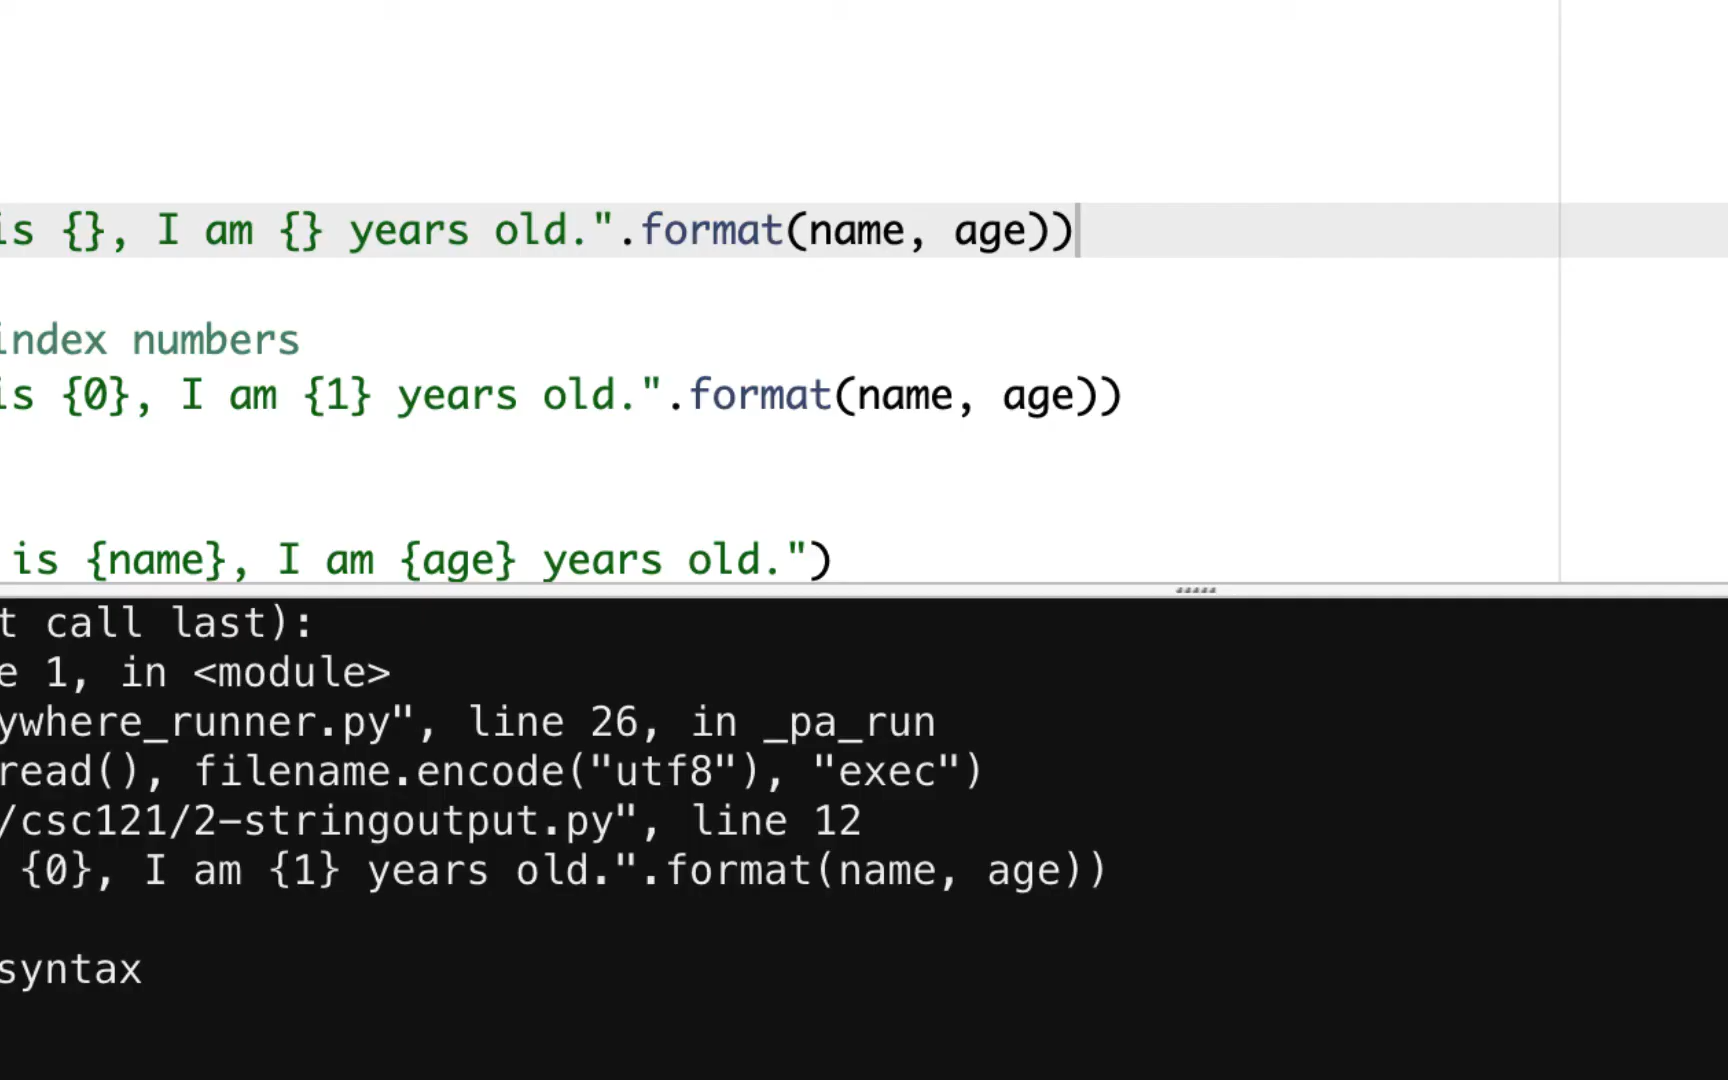 is {}, I am {} years old.".format(name, age))
index numbers
is {0}, I am {1} years old.".format(name, age))
is {name}, I am {age} years old.")
t call last):
e 1, in <module>
ywhere_runner.py", line 26, in _pa_run
read(), filename.encode("utf8"), "exec")
/csc121/2-stringoutput.py", line 12
{0}, I am {1} years old.".format(name, age))
syntax